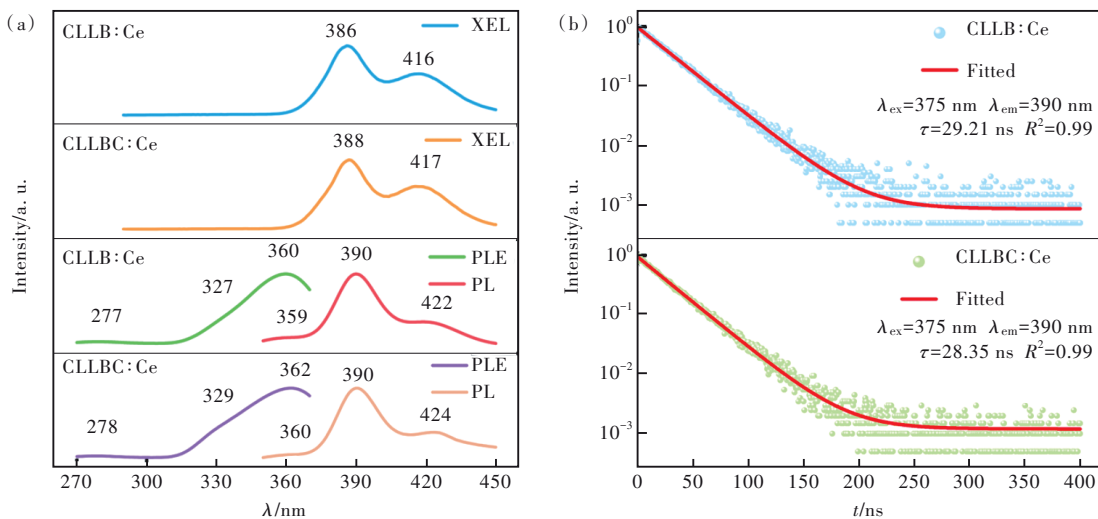 (a)
CLLB:Ce
386
416
XEL
CLLBC:Ce
388
417
XEL
CLLB:Ce
277
327
360
359
390
422
PLE
PL
CLLBC:Ce
278
329
362
360
390
424
PLE
PL
Intensity/a. u.
270 300 330 360 390 420 450
λ/nm
(b)
10⁰
10⁻¹
10⁻²
10⁻³
CLLB:Ce
Fitted
λex=375 nm λem=390 nm
τ=29.21 ns R²=0.99
10⁰
10⁻¹
10⁻²
10⁻³
CLLBC:Ce
Fitted
λex=375 nm λem=390 nm
τ=28.35 ns R²=0.99
Intensity/a. u.
0 50 100 150 200 250 300 350 400
t/ns